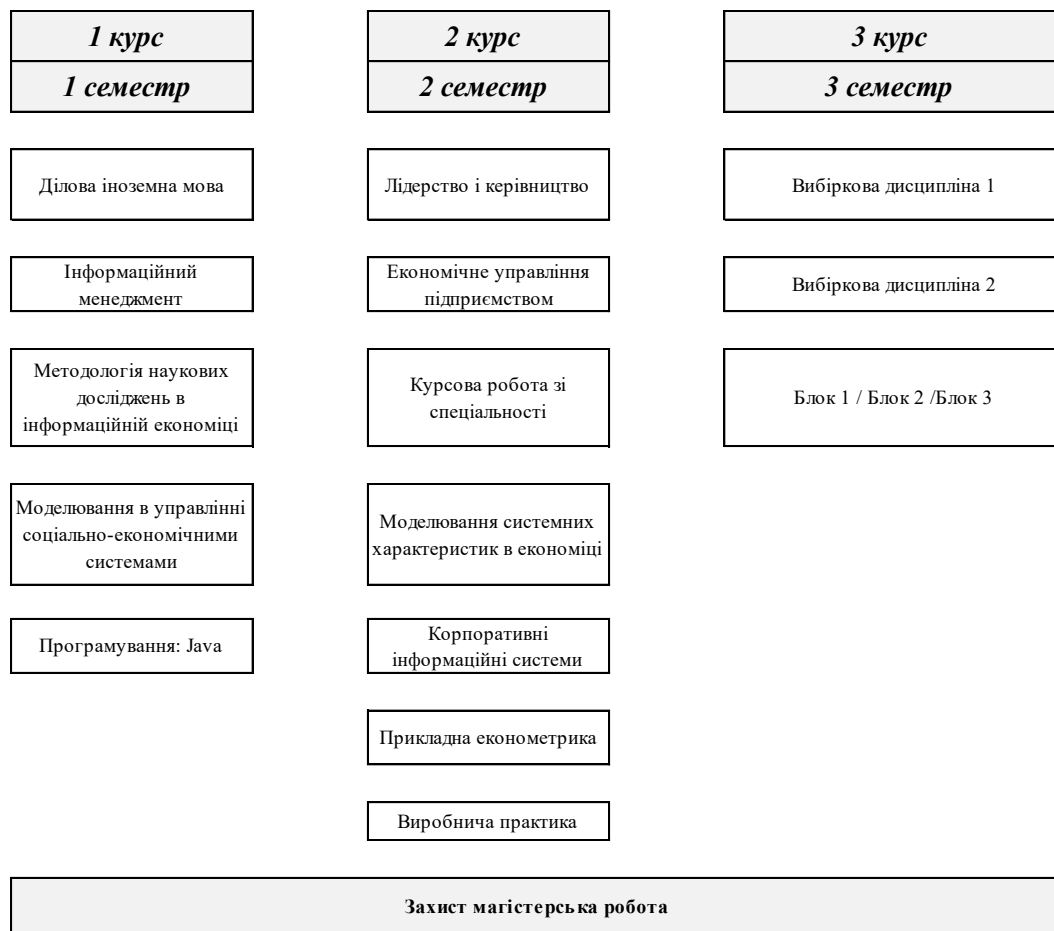 1 курс
1 семестр
2 курс
2 семестр
3 курс
3 семестр
Ділова іноземна мова
Лідерство і керівництво
Вибіркова дисципліна 1
Інформаційний
менеджмент
Економічне управління
підприємством
Вибіркова дисципліна 2
Методологія наукових
досліджень в
інформаційній економіці
Курсова робота зі
спеціальності
Блок 1 / Блок 2 /Блок 3
Моделювання в управлінні
соціально-економічними
системами
Моделювання системних
характеристик в економіці
Програмування: Java
Корпоративні
інформаційні системи
Прикладна економетрика
Виробнича практика
Захист магістерська робота